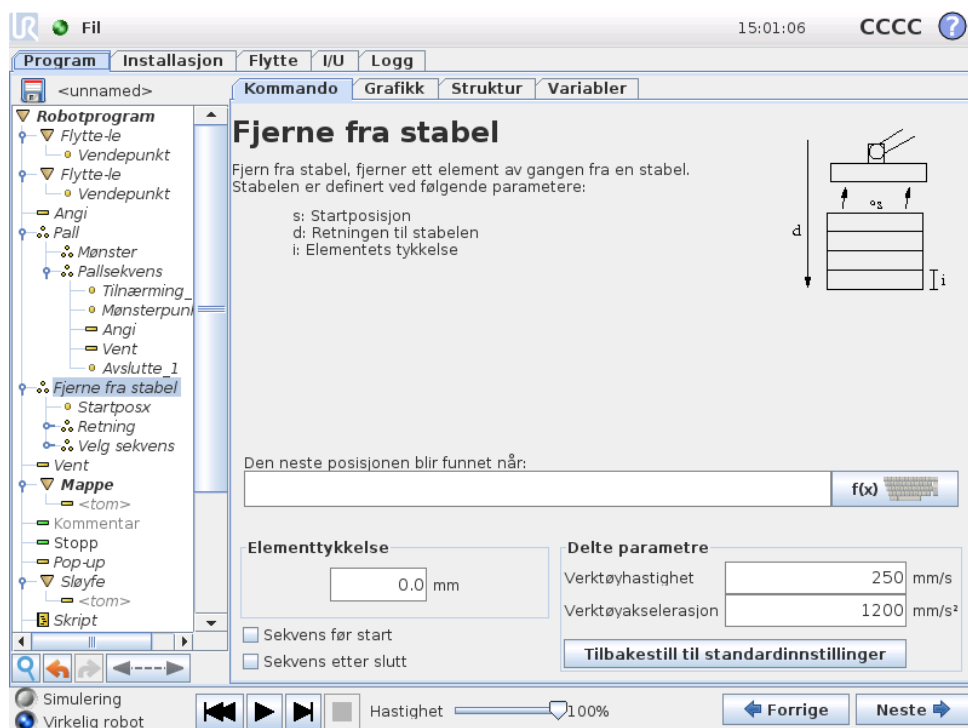 UR Fil 15:01:06 CCCC ?
Program Installasjon Flytte I/U Logg
<unnamed>
Kommando Grafikk Struktur Variabler
Robotprogram
Flytte-le
Vendepunkt
Flytte-le
Vendepunkt
Angi
Pall
Mønster
Pallsekvens
Tilnærming_
Mønsterpun
Angi
Vent
Avslutte_1
Fjerne fra stabel
Startposx
Retning
Velg sekvens
Vent
Mappe
<tom>
Kommentar
Stopp
Pop-up
Sløyfe
<tom>
Skript
Fjerne fra stabel
Fjern fra stabel, fjerner ett element av gangen fra en stabel.
Stabelen er definert ved følgende parametere:
s: Startposisjon
d: Retningen til stabelen
i: Elementets tykkelse
d
s
i
Den neste posisjonen blir funnet når:
f(x)
Elementtykkelse
0.0 mm
Sekvens før start
Sekvens etter slutt
Delte parametre
Verktøyhastighet 250 mm/s
Verktøyakselerasjon 1200 mm/s²
Tilbakestill til standardinnstillinger
Simulering
Virkelig robot
Hastighet 100%
Forrige Neste